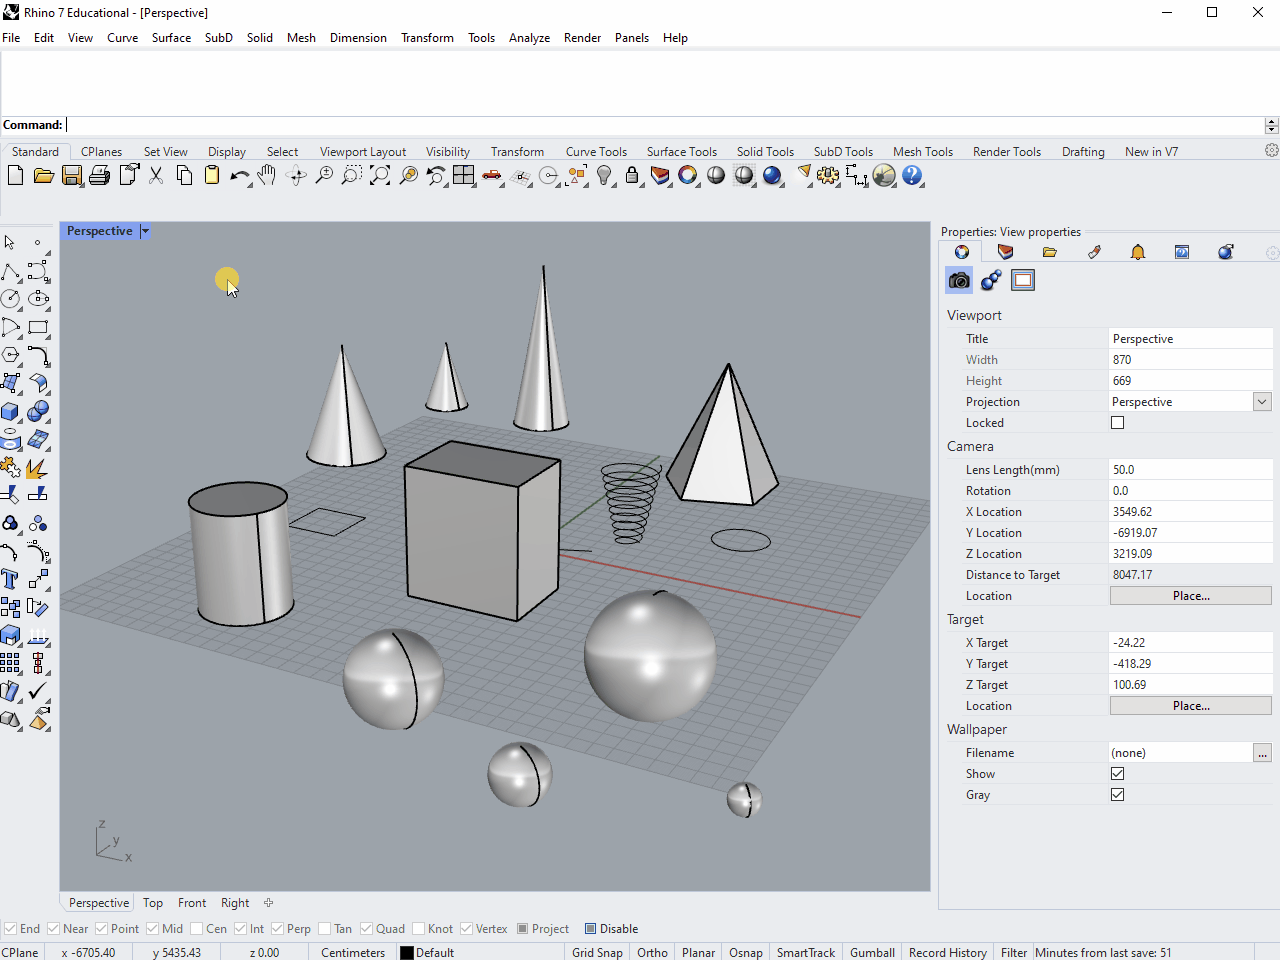 Rhino 7 Educational - [Perspective]
File Edit View Curve Surface SubD Solid Mesh Dimension Transform Tools Analyze Render Panels Help
Command:
Standard CPlanes Set View Display Select Viewport Layout Visibility Transform Curve Tools Surface Tools Solid Tools SubD Tools Mesh Tools Render Tools Drafting New in V7
Perspective
Properties: View properties
Viewport
Title Perspective
Width 870
Height 669
Projection Perspective
Locked
Camera
Lens Length(mm) 50.0
Rotation 0.0
X Location 3549.62
Y Location -6919.07
Z Location 3219.09
Distance to Target 8047.17
Location Place...
Target
X Target -24.22
Y Target -418.29
Z Target 100.69
Location Place...
Wallpaper
Filename (none) ...
Show
Gray
z
y
x
Perspective Top Front Right
End Near Point Mid Cen Int Perp Tan Quad Knot Vertex Project Disable
CPlane x -6705.40 y 5435.43 z 0.00 Centimeters Default Grid Snap Ortho Planar Osnap SmartTrack Gumball Record History Filter Minutes from last save: 51